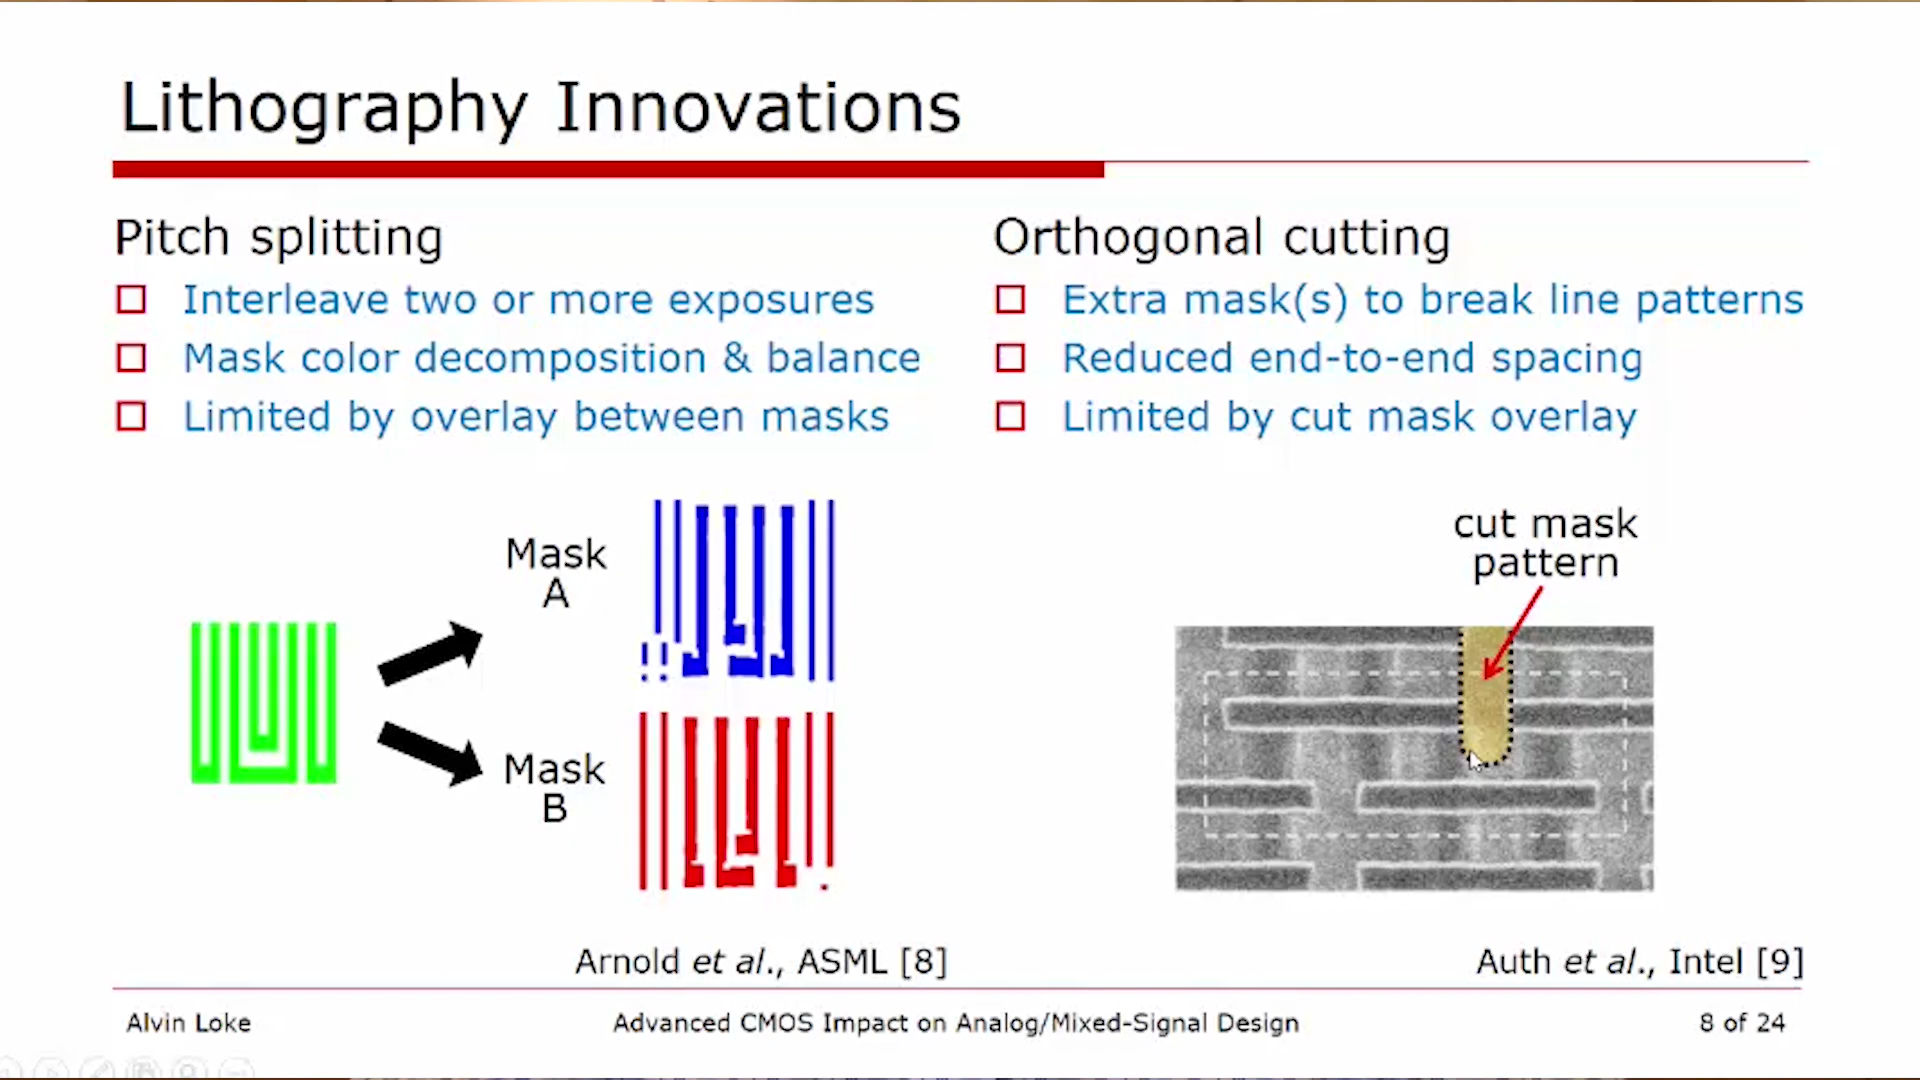 Lithography Innovations
Pitch splitting
Interleave two or more exposures
Mask color decomposition & balance
Limited by overlay between masks
Orthogonal cutting
Extra mask(s) to break line patterns
Reduced end-to-end spacing
Limited by cut mask overlay
Mask
A
Mask
B
cut mask
pattern
Arnold et al., ASML [8]
Auth et al., Intel [9]
Alvin Loke
Advanced CMOS Impact on Analog/Mixed-Signal Design
8 of 24